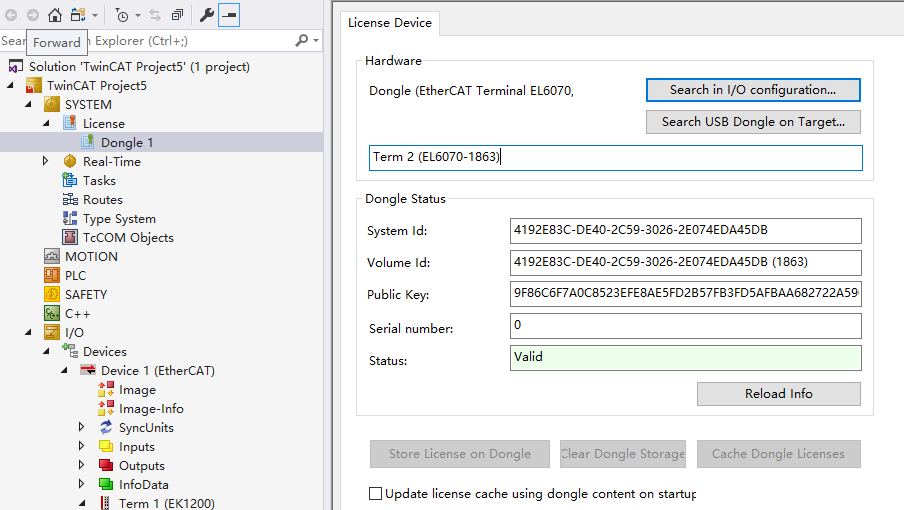 License Device
Sear
Explorer (Ctrl+;)
Forward
Solution 'TwinCAT Project5' (1 project)
TwinCAT Project5
SYSTEM
License
Dongle 1
Real-Time
Tasks
Routes
Type System
TcCOM Objects
MOTION
PLC
SAFETY
C++
I/O
Devices
Device 1 (EtherCAT)
Image
Image-Info
SyncUnits
Inputs
Outputs
InfoData
Term 1 (EK1200)
Hardware
Dongle (EtherCAT Terminal EL6070,
Search in I/O configuration...
Search USB Dongle on Target...
Term 2 (EL6070-1863)
Dongle Status
System Id: 4192E83C-DE40-2C59-3026-2E074EDA45DB
Volume Id: 4192E83C-DE40-2C59-3026-2E074EDA45DB (1863)
Public Key: 9F86C6F7A0C8523EFE8AE5FD2B57FB3FD5AFBAA682722A59
Serial number: 0
Status: Valid
Reload Info
Store License on Dongle
Clear Dongle Storage
Cache Dongle Licenses
Update license cache using dongle content on startup